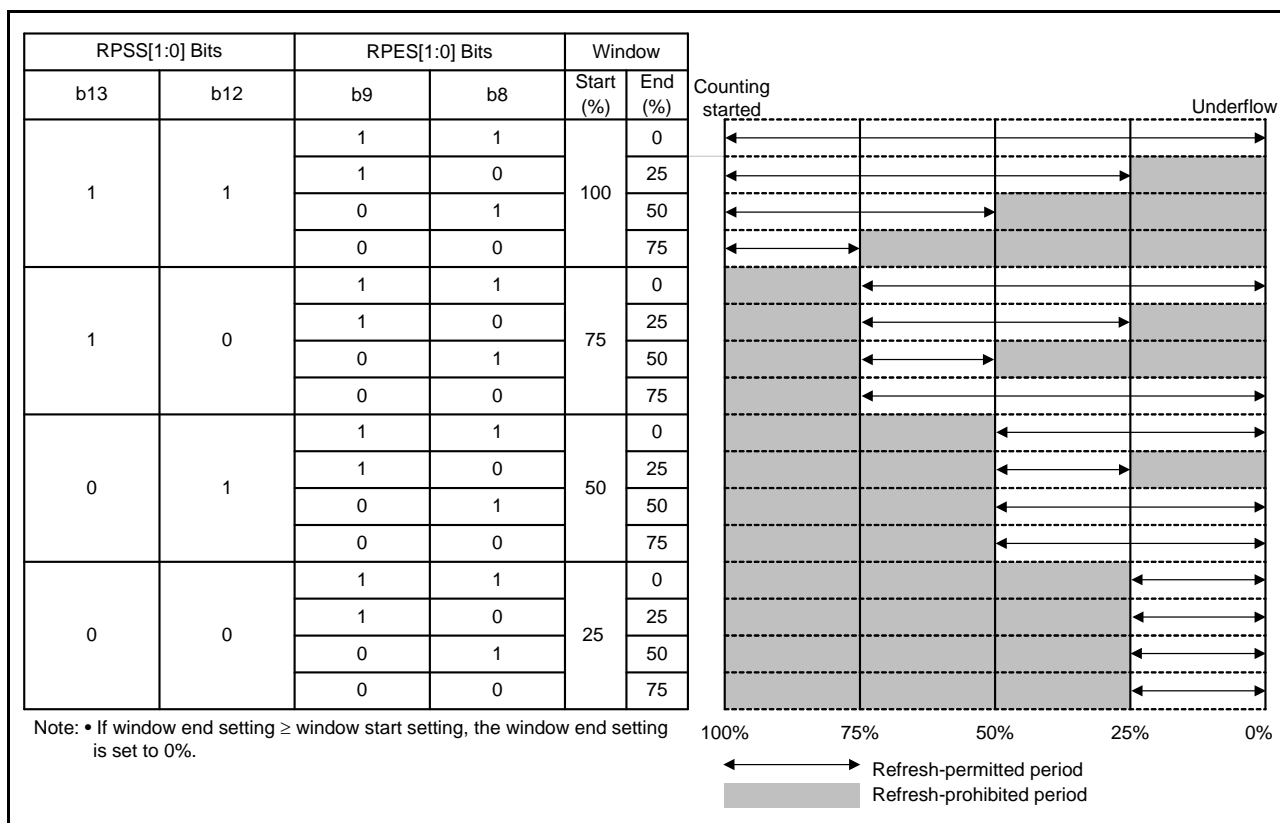 RPSS[1:0] Bits RPES[1:0] Bits Window
b13 b12 b9 b8 Start (%) End (%)
Counting started Underflow
1 1 1 1 100 0
1 0 25
0 1 50
0 0 75
1 0 1 1 75 0
1 0 25
0 1 50
0 0 75
0 1 1 1 50 0
1 0 25
0 1 50
0 0 75
0 0 1 1 25 0
1 0 25
0 1 50
0 0 75
Note: • If window end setting ≥ window start setting, the window end setting
is set to 0%.
100% 75% 50% 25% 0%
Refresh-permitted period
Refresh-prohibited period